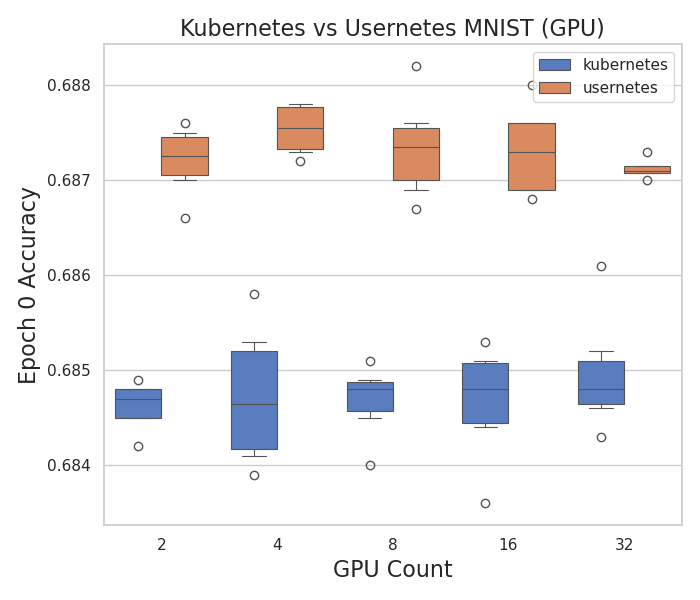 Kubernetes vs Usernetes MNIST (GPU)
kubernetes
usernetes
Epoch 0 Accuracy
0.688
0.687
0.686
0.685
0.684
2 4 8 16 32
GPU Count